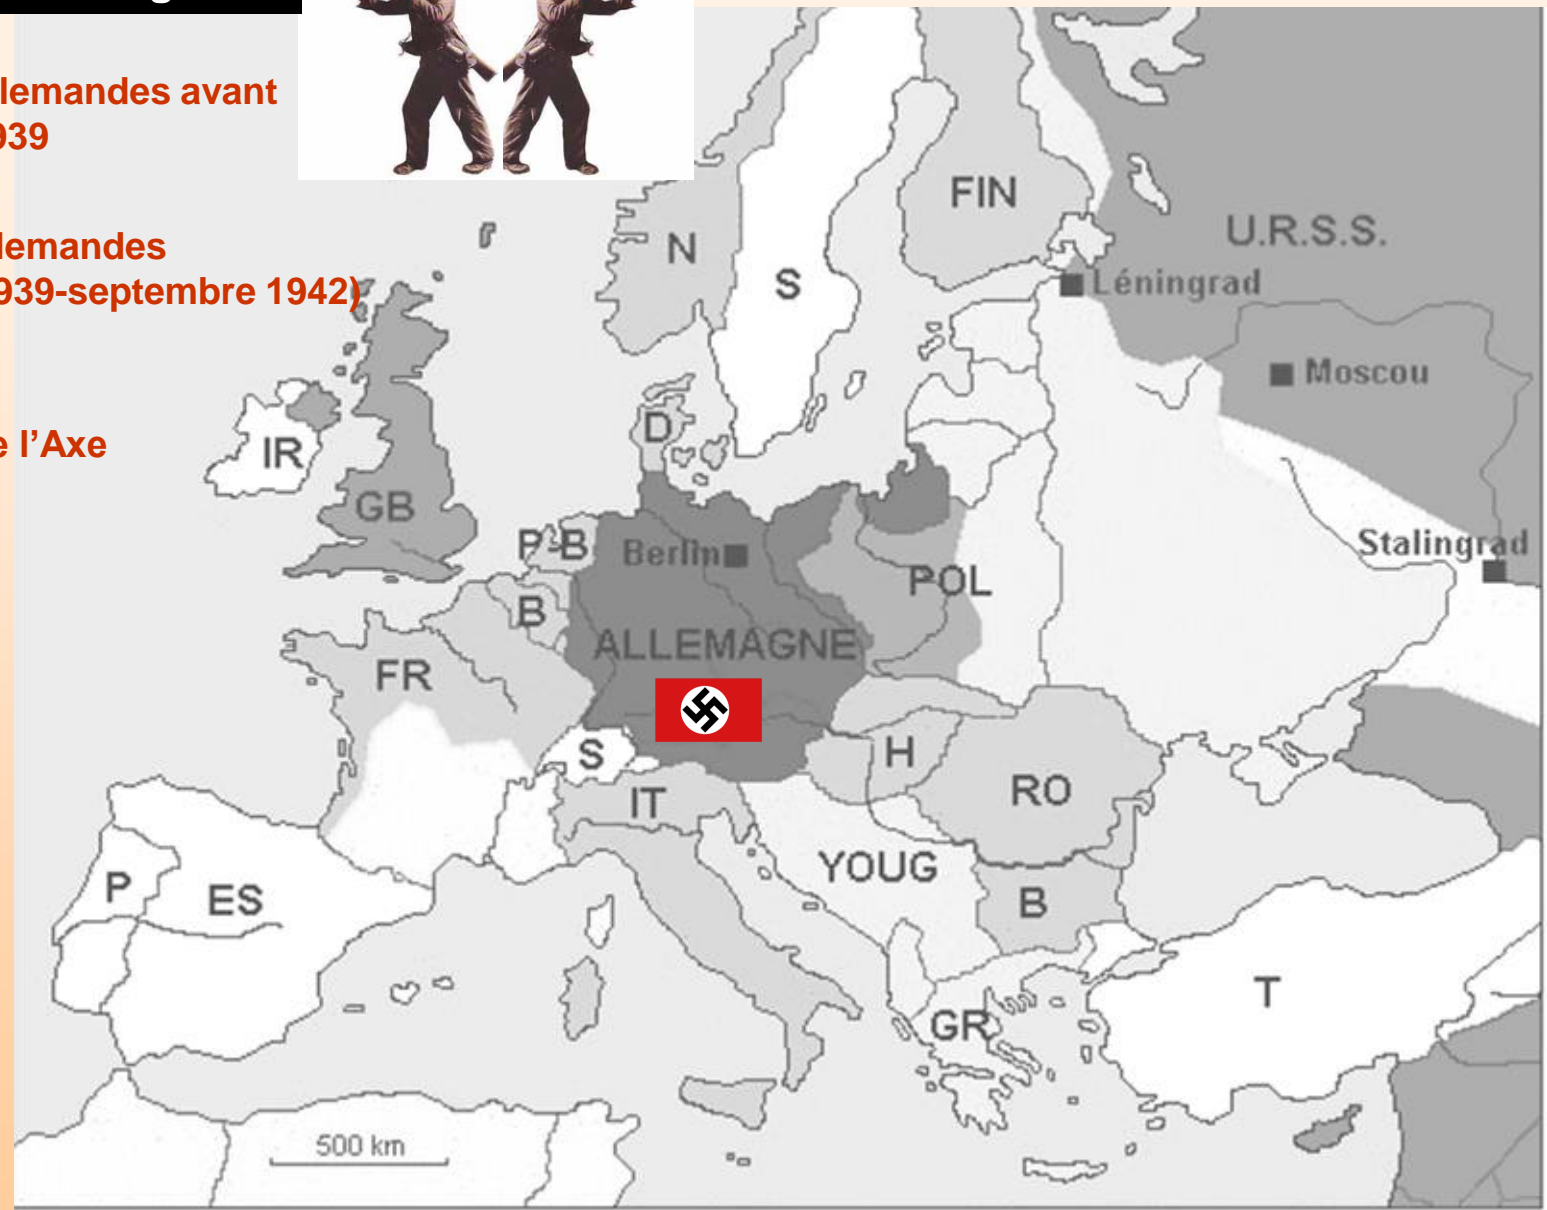 lemandes avant
939
lemandes
939-septembre 1942)
e l’Axe
FIN
U.R.S.S.
N
S
Léningrad
Moscou
D
IR
GB
P-B
Berlin
Stalingrad
POL
B
ALLEMAGNE
FR
S
H
IT
RO
YOUG
P
ES
B
T
GR
500 km